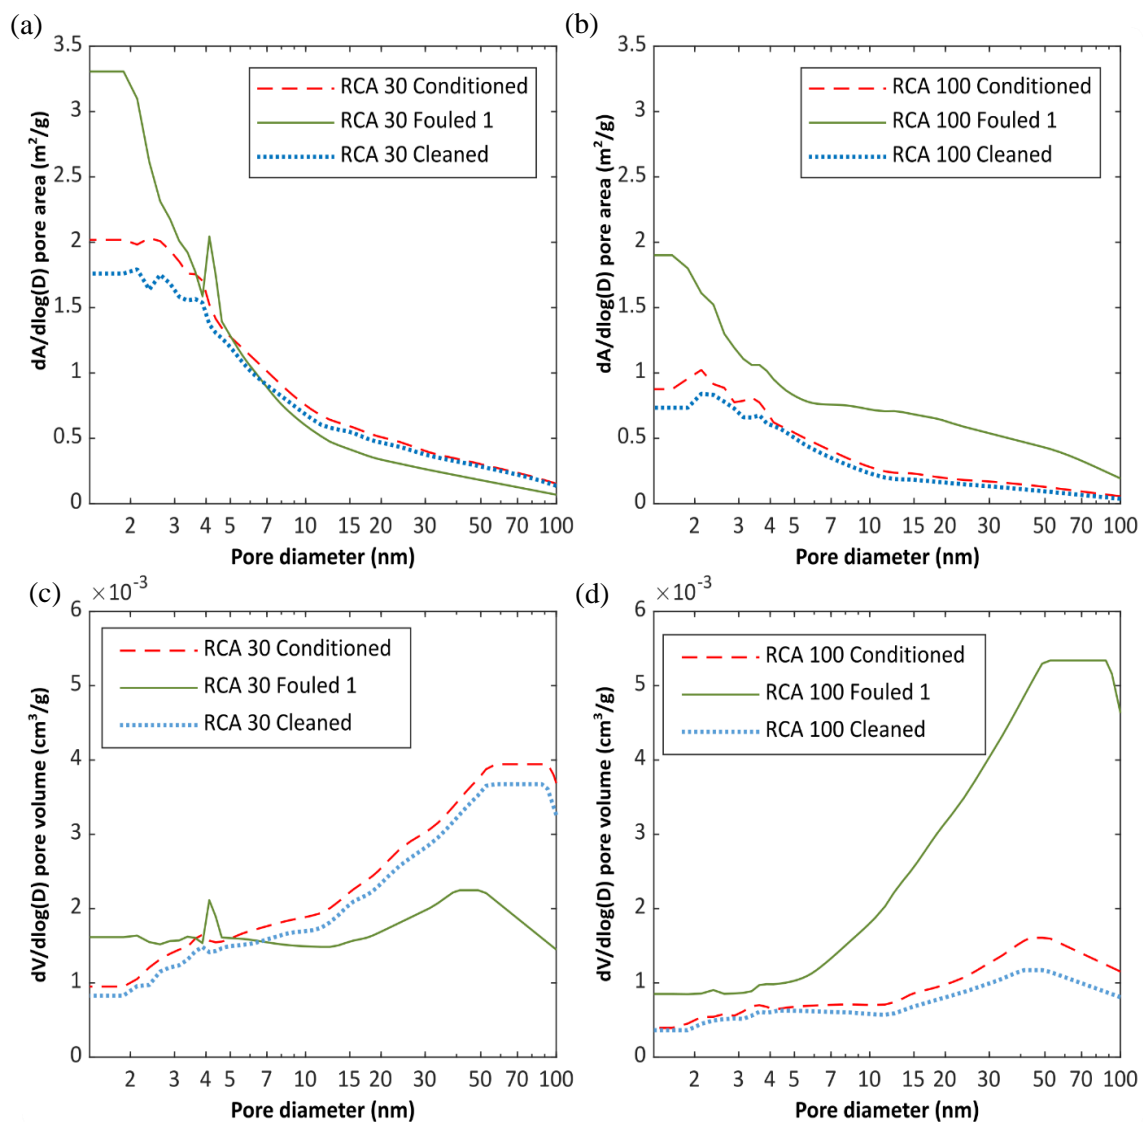 (a)
3.5
3
2.5
2
1.5
1
0.5
0
dA/dlog(D) pore area (m²/g)
RCA 30 Conditioned
RCA 30 Fouled 1
RCA 30 Cleaned
2 3 4 5 7 10 15 20 30 50 70 100
Pore diameter (nm)
(b)
3.5
3
2.5
2
1.5
1
0.5
0
dA/dlog(D) pore area (m²/g)
RCA 100 Conditioned
RCA 100 Fouled 1
RCA 100 Cleaned
2 3 4 5 7 10 15 20 30 50 70 100
Pore diameter (nm)
(c)
×10⁻³
6
5
4
3
2
1
0
dV/dlog(D) pore volume (cm³/g)
RCA 30 Conditioned
RCA 30 Fouled 1
RCA 30 Cleaned
2 3 4 5 7 10 15 20 30 50 70 100
Pore diameter (nm)
(d)
×10⁻³
6
5
4
3
2
1
0
dV/dlog(D) pore volume (cm³/g)
RCA 100 Conditioned
RCA 100 Fouled 1
RCA 100 Cleaned
2 3 4 5 7 10 15 20 30 50 70 100
Pore diameter (nm)